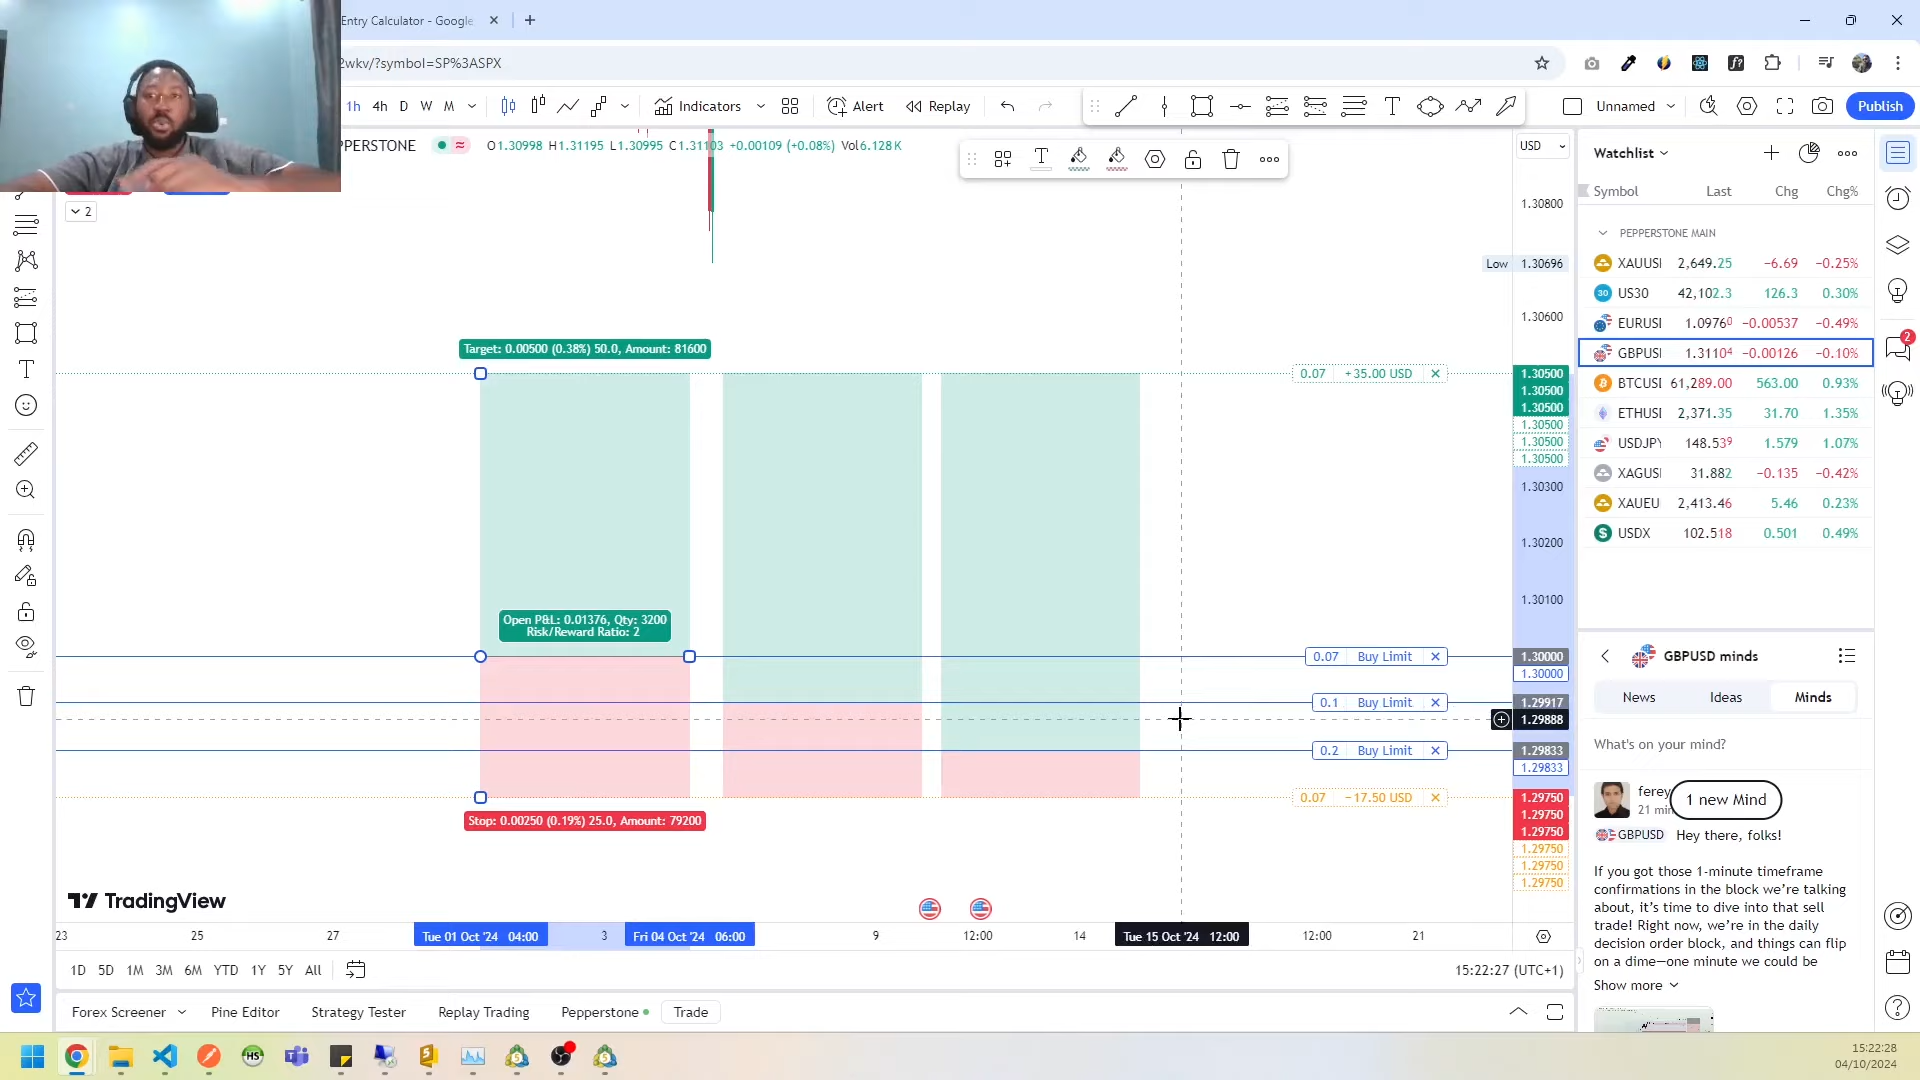 Entry Calculator - Google
2wkv/?symbol=SP%3ASPX
1h 4h D W M
Indicators
Alert
Replay
Unnamed
Publish
PPERSTONE
O1.30998 H1.31195 L1.30995 C1.31103 +0.00109 (+0.08%) Vol6.128K
2
USD
1.30800
Low 1.30696
1.30600
Target: 0.00500 (0.38%) 50.0, Amount: 81600
0.07 +35.00 USD
1.30500
1.30500
1.30500
1.30500
1.30500
1.30500
1.30300
1.30200
1.30100
Open P&L: 0.01376, Qty: 3200
Risk/Reward Ratio: 2
0.07 Buy Limit 1.30000
1.30000
0.1 Buy Limit 1.29917
1.29888
0.2 Buy Limit 1.29833
1.29833
0.07 −17.50 USD 1.29750
1.29750
1.29750
1.29750
1.29750
1.29750
Stop: 0.00250 (0.19%) 25.0, Amount: 79200
TradingView
23 25 27 Tue 01 Oct '24 04:00 3 Fri 04 Oct '24 06:00 9 12:00 14 Tue 15 Oct '24 12:00 12:00 21
1D 5D 1M 3M 6M YTD 1Y 5Y All
15:22:27 (UTC+1)
Forex Screener Pine Editor Strategy Tester Replay Trading Pepperstone Trade
Watchlist
Symbol Last Chg Chg%
PEPPERSTONE MAIN
XAUUSI 2,649.25 −6.69 −0.25%
30 US30 42,102.3 126.3 0.30%
EURUSI 1.09760 −0.00537 −0.49%
GBPUSI 1.31104 −0.00126 −0.10%
BTCUSI 61,289.00 563.00 0.93%
ETHUSI 2,371.35 31.70 1.35%
USDJPY 148.539 1.579 1.07%
XAGUSI 31.882 −0.135 −0.42%
XAUEU 2,413.46 5.46 0.23%
USDX 102.518 0.501 0.49%
2
GBPUSD minds
News Ideas Minds
What's on your mind?
ferey
21 min
1 new Mind
GBPUSD Hey there, folks!
If you got those 1-minute timeframe
confirmations in the block we're talking
about, it's time to dive into that sell
trade! Right now, we're in the daily
decision order block, and things can flip
on a dime—one minute we could be
Show more
HS
15:22:28
04/10/2024